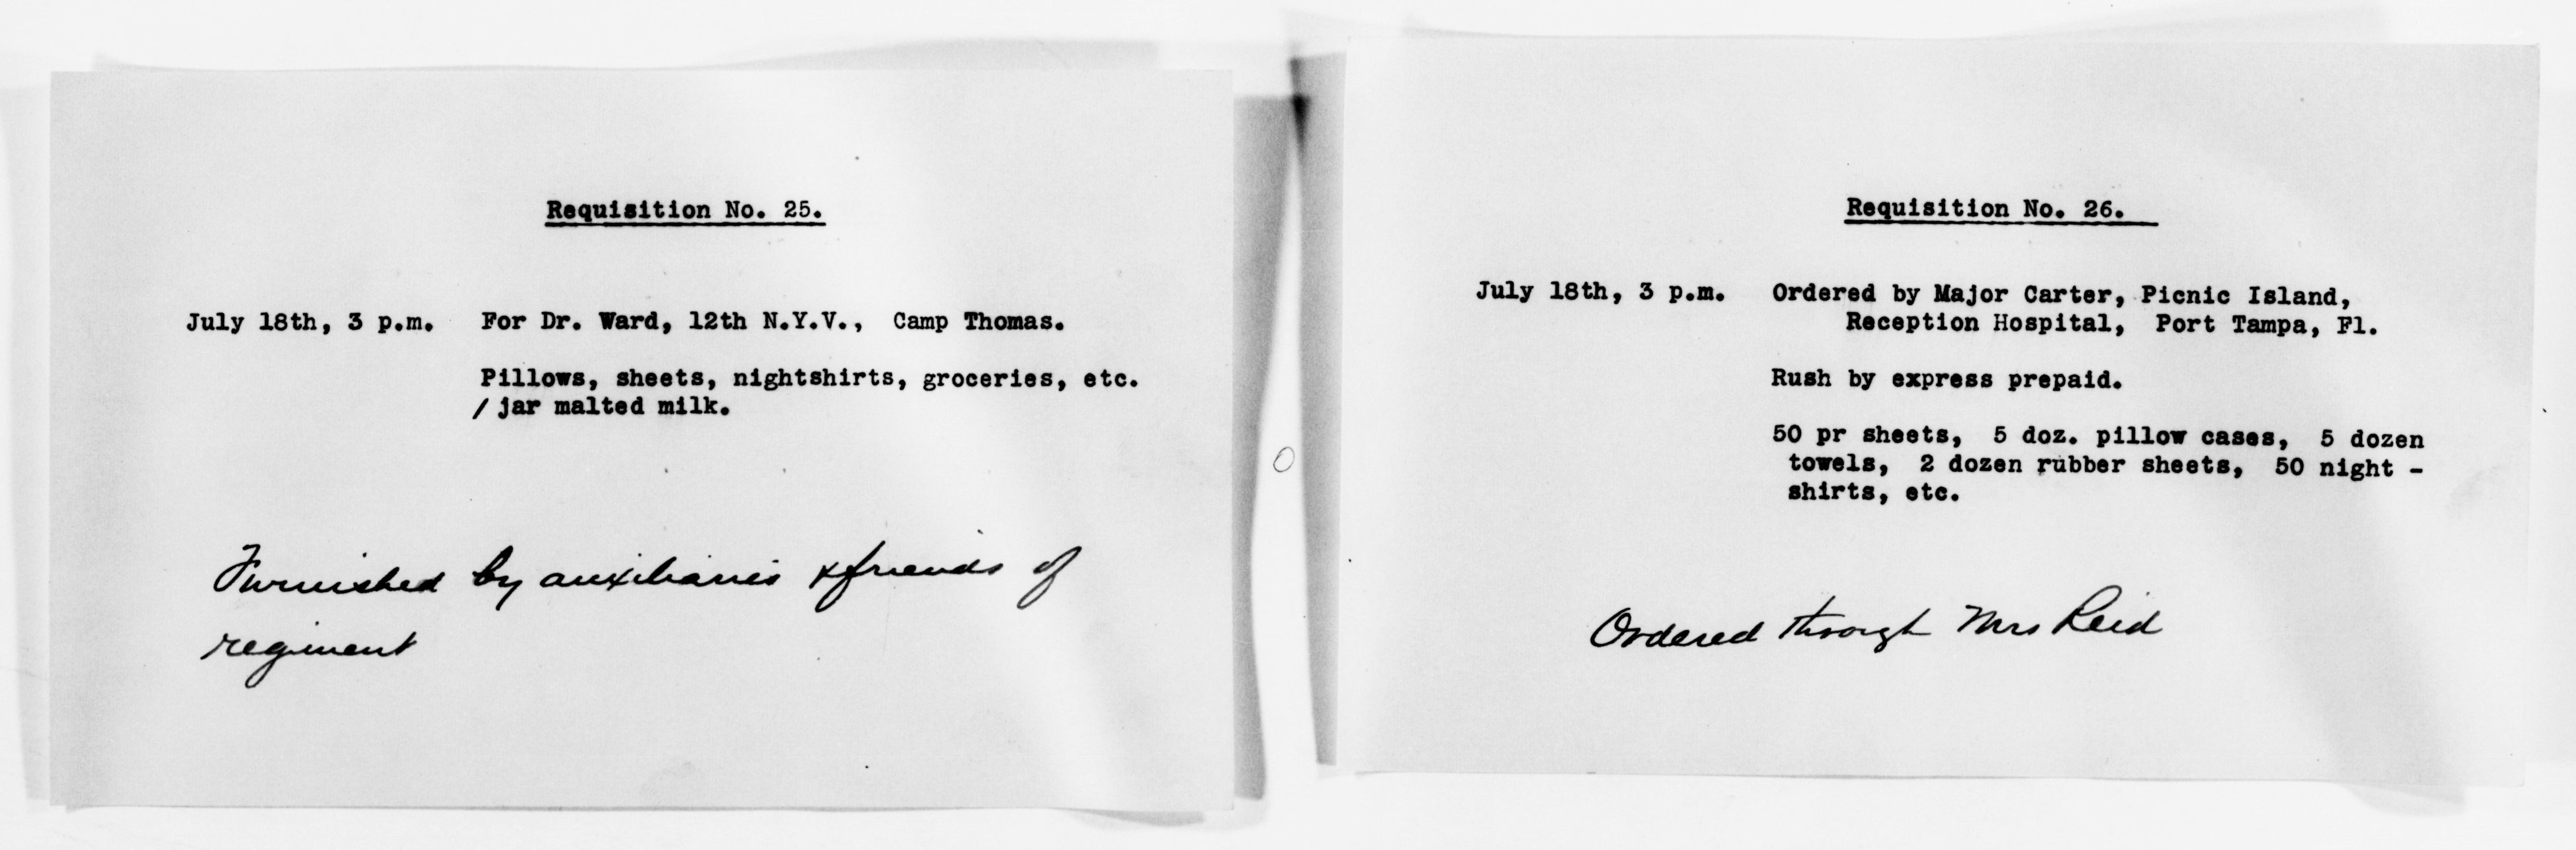 Requisition No. 25.
July 18th, 3 p.m. For Dr. Ward, 12th N.Y.V., Camp Thomas.
Pillows, sheets, nightshirts, groceries, etc.
/ jar malted milk.
Furnished by auxiliaries & friends of
regiment
Requisition No. 26.
July 18th, 3 p.m. Ordered by Major Carter, Picnic Island,
Reception Hospital, Port Tampa, Fl.
Rush by express prepaid.
50 pr sheets, 5 doz. pillow cases, 5 dozen
towels, 2 dozen rubber sheets, 50 night -
shirts, etc.
Ordered through Mrs Reid